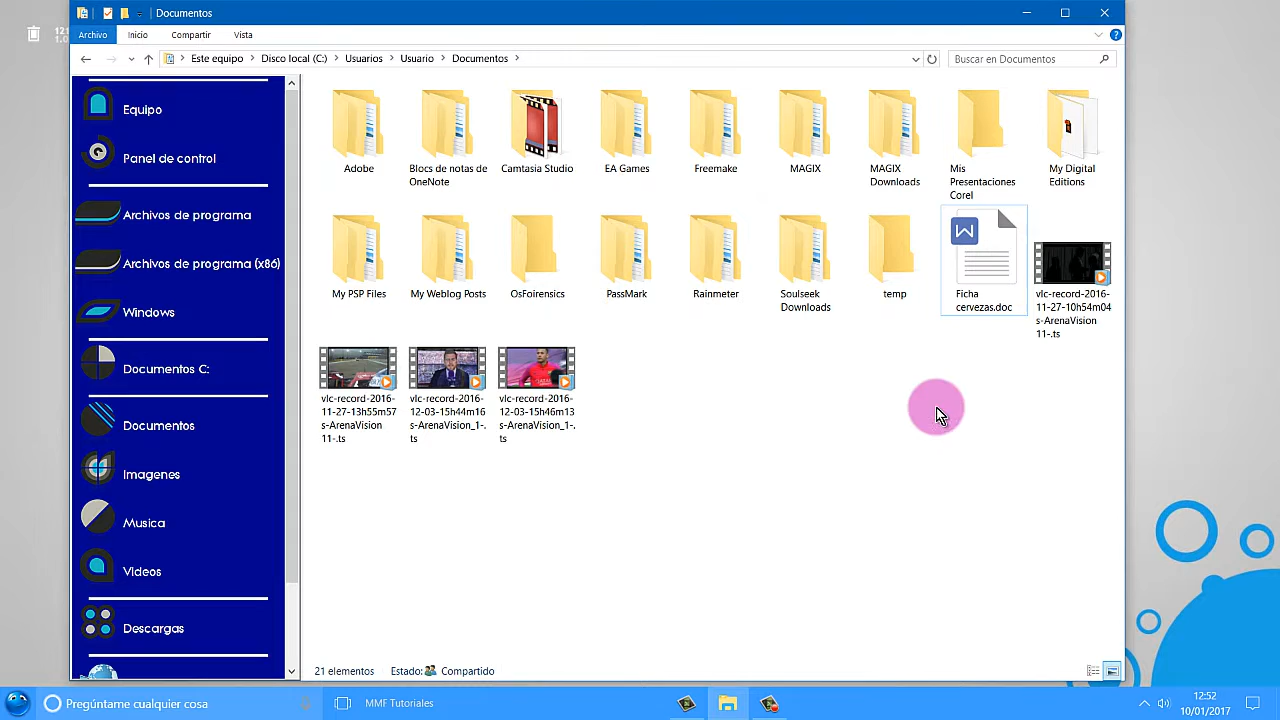 Documentos
Archivo
Inicio
Compartir
Vista
Este equipo
Disco local (C:)
Usuarios
Usuario
Documentos
Buscar en Documentos
Equipo
Panel de control
Archivos de programa
Archivos de programa (x86)
Windows
Documentos C:
Documentos
Imagenes
Musica
Videos
Descargas
Adobe
Blocs de notas de
OneNote
Camtasia Studio
EA Games
Freemake
MAGIX
MAGIX
Downloads
Mis
Presentaciones
Corel
My Digital
Editions
My PSP Files
My Weblog Posts
OsFoirensics
PassMark
Rainmeter
Soulseek
Downloads
temp
Ficha
cervezas.doc
vlc-record-2016-
11-27-10h54m04
s-ArenaVision
11-.ts
vlc-record-2016-
11-27-13h55m57
s-ArenaVision
11-.ts
vlc-record-2016-
12-03-15h44m16
s-ArenaVision_1-.
ts
vlc-record-2016-
12-03-15h46m13
s-ArenaVision_1-.
ts
21 elementos
Estado:
Compartido
Pregúntame cualquier cosa
MMF Tutoriales
12:52
10/01/2017